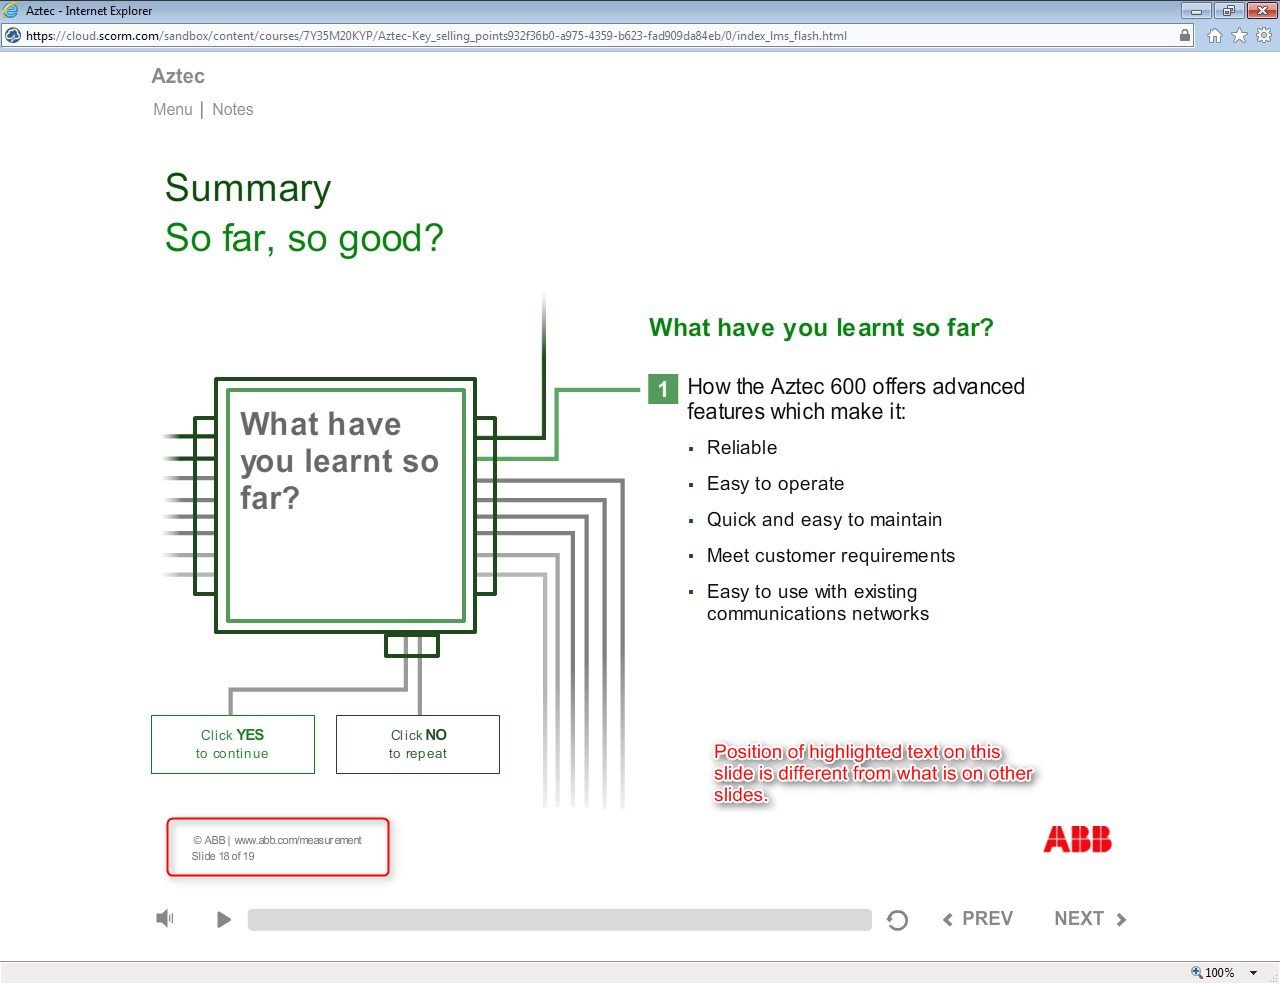 Aztec - Internet Explorer
https://cloud.scorm.com/sandbox/content/courses/7Y35M20KYP/Aztec-Key_selling_points932f36b0-a975-4359-b623-fad909da84eb/0/index_lms_flash.html
Aztec
Menu | Notes
Summary
So far, so good?
What have you learnt so far?
1 How the Aztec 600 offers advanced
features which make it:
▪ Reliable
▪ Easy to operate
▪ Quick and easy to maintain
▪ Meet customer requirements
▪ Easy to use with existing
communications networks
What have
you learnt so
far?
Click YES
to continue
Click NO
to repeat
Position of highlighted text on this
slide is different from what is on other
slides.
© ABB | www.abb.com/measurement
Slide 18 of 19
ABB
PREV
NEXT
100%